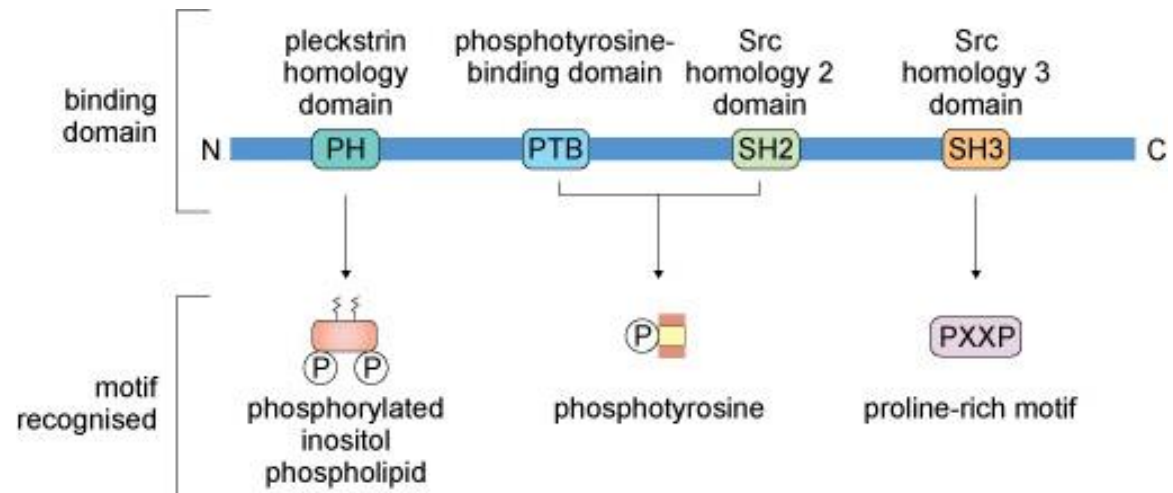 pleckstrin
homology
domain
phosphotyrosine-
binding domain
Src
homology 2
domain
Src
homology 3
domain
binding
domain
N
PH
PTB
SH2
SH3
C
P
P
P
PXXP
motif
recognised
phosphorylated
inositol
phospholipid
phosphotyrosine
proline-rich motif